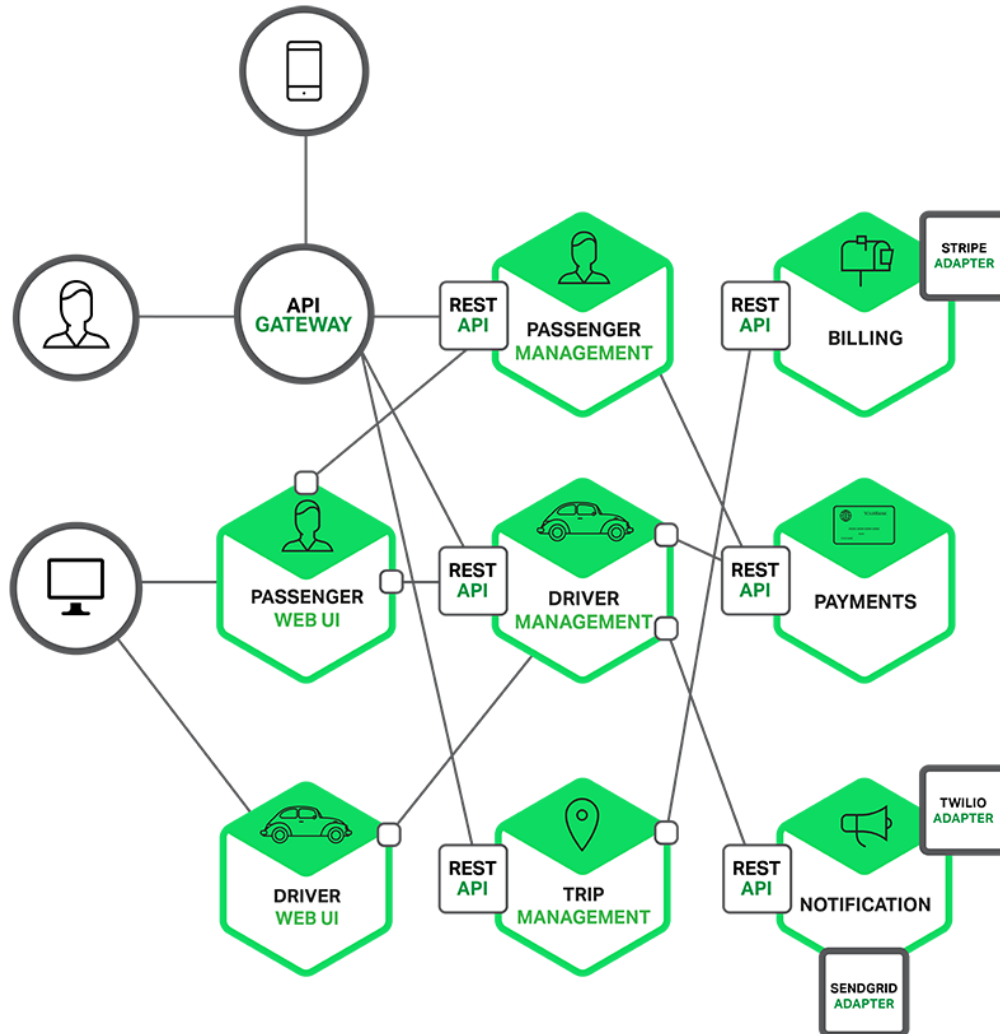 API
GATEWAY
REST
API
PASSENGER
MANAGEMENT
REST
API
BILLING
STRIPE
ADAPTER
PASSENGER
WEB UI
REST
API
DRIVER
MANAGEMENT
REST
API
PAYMENTS
DRIVER
WEB UI
REST
API
TRIP
MANAGEMENT
REST
API
NOTIFICATION
TWILIO
ADAPTER
SENDGRID
ADAPTER